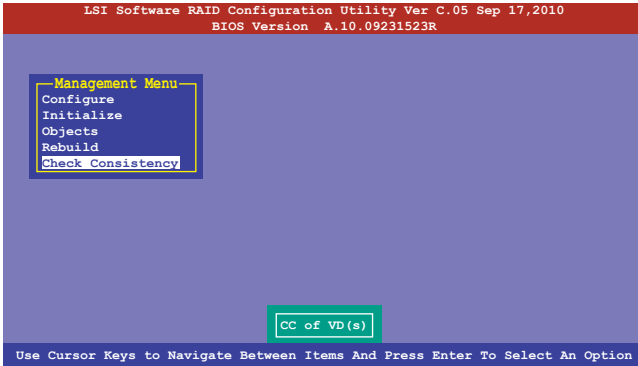 LSI Software RAID Configuration Utility Ver C.05 Sep 17,2010
BIOS Version A.10.09231523R
Management Menu
Configure
Initialize
Objects
Rebuild
Check Consistency
CC of VD(s)
Use Cursor Keys to Navigate Between Items And Press Enter To Select An Option